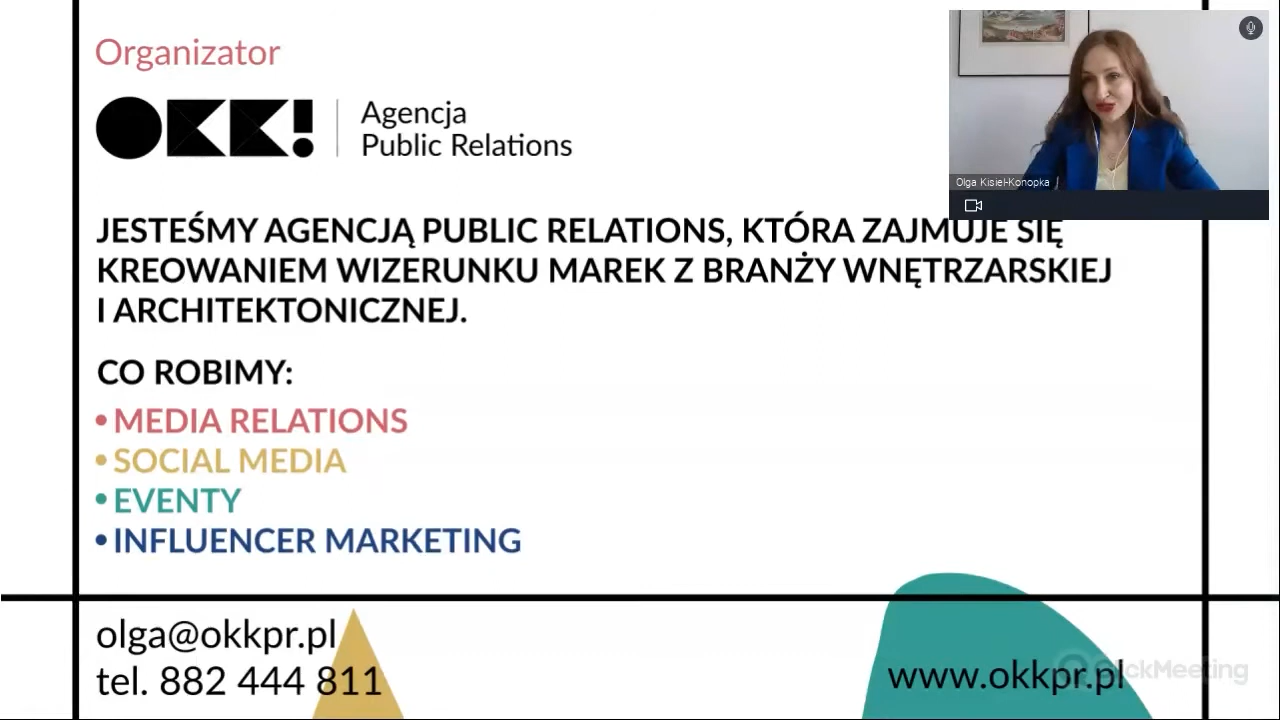 Organizator
OKK!
Agencja
Public Relations
Olga Kisiel-Konopka
JESTEŚMY AGENCJĄ PUBLIC RELATIONS, KTÓRA ZAJMUJE SIĘ
KREOWANIEM WIZERUNKU MAREK Z BRANŻY WNĘTRZARSKIEJ
I ARCHITEKTONICZNEJ.
CO ROBIMY:
• MEDIA RELATIONS
• SOCIAL MEDIA
• EVENTY
• INFLUENCER MARKETING
olga@okkpr.pl
tel. 882 444 811
www.okkpr.pl
ClickMeeting